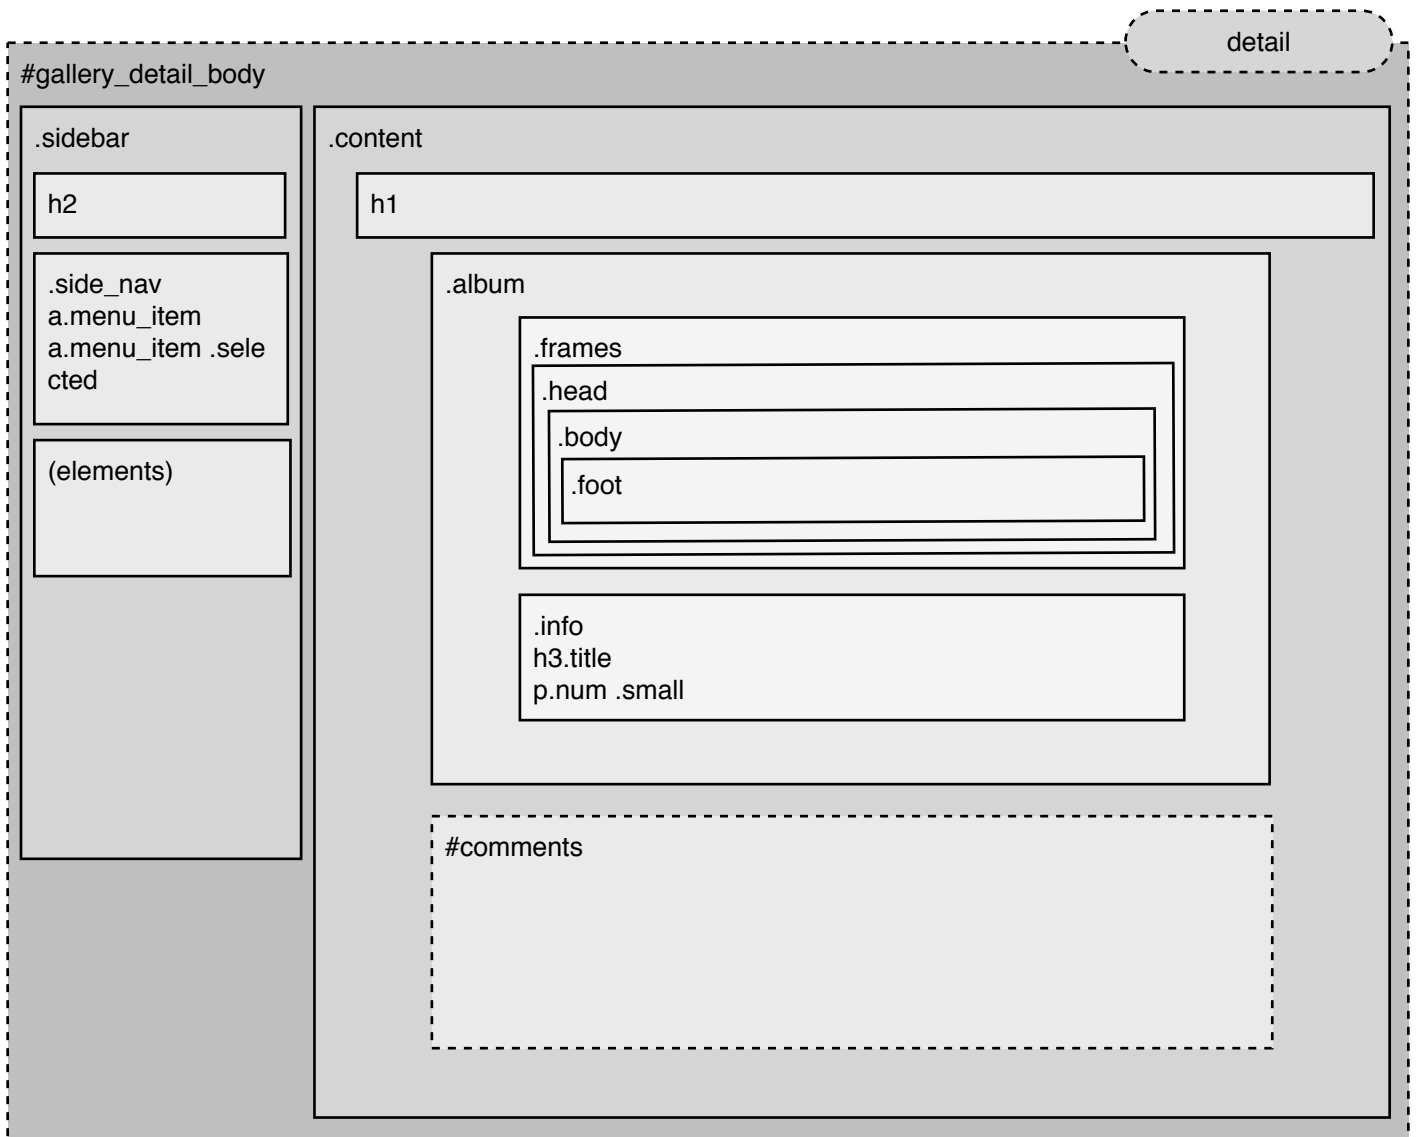 detail
#gallery_detail_body
.sidebar
h2
.side_nav
a.menu_item
a.menu_item .sele
cted
(elements)
.content
h1
.album
.frames
.head
.body
.foot
.info
h3.title
p.num .small
#comments